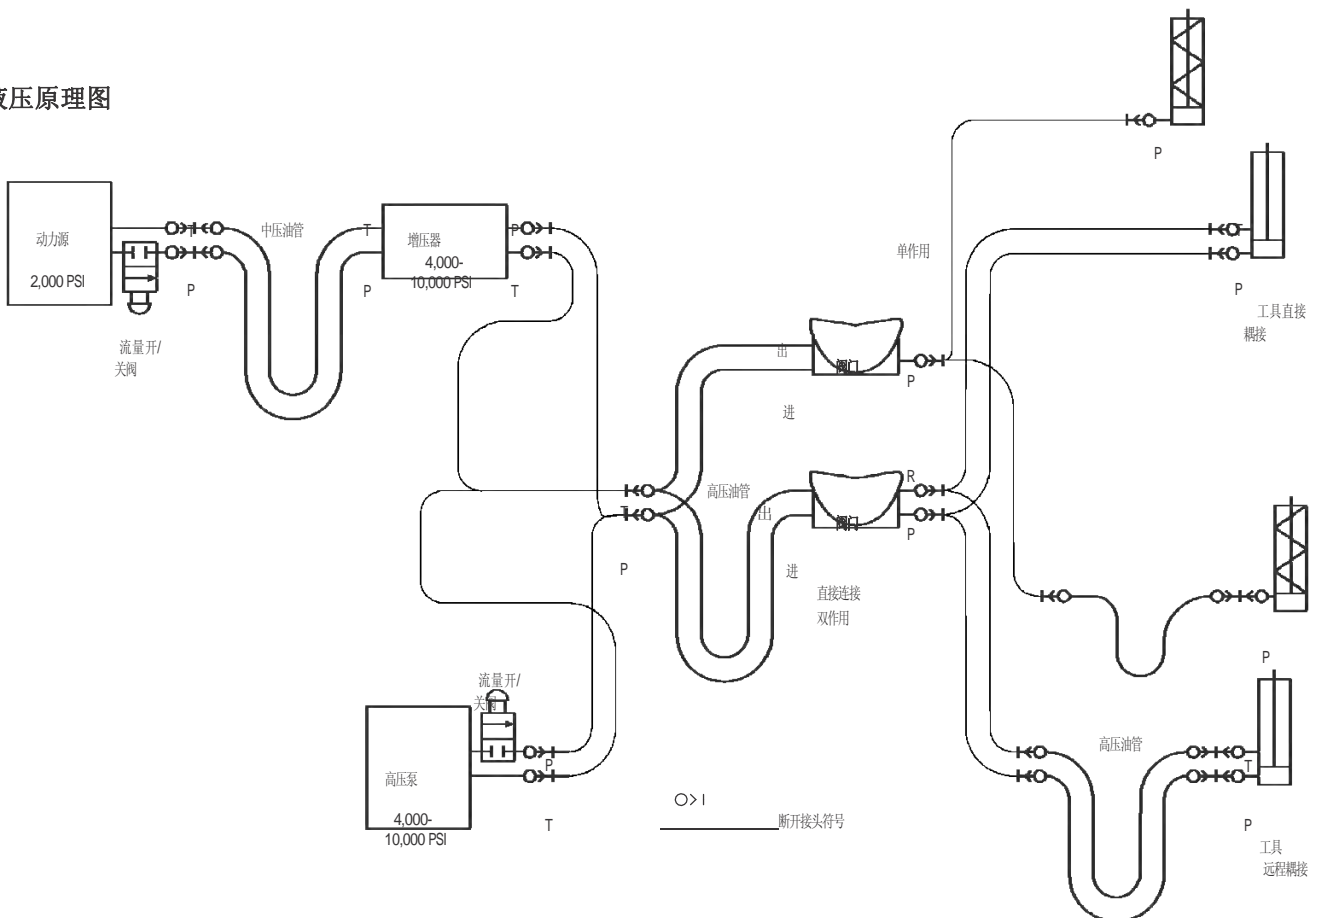 液压原理图
P
动力源
2,000 PSI
T
P
流量开/
关阀
中压油管
T
P
增压器
4,000-
10,000 PSI
P
T
单作用
T
P
工具直接
耦接
出
阀门
P
进
高压油管
T
P
出
阀门
R
P
进
直接连接
双作用
P
流量开/
关阀
高压泵
4,000-
10,000 PSI
P
T
O>I
断开接头符号
高压油管
T
P
工具
远程耦接